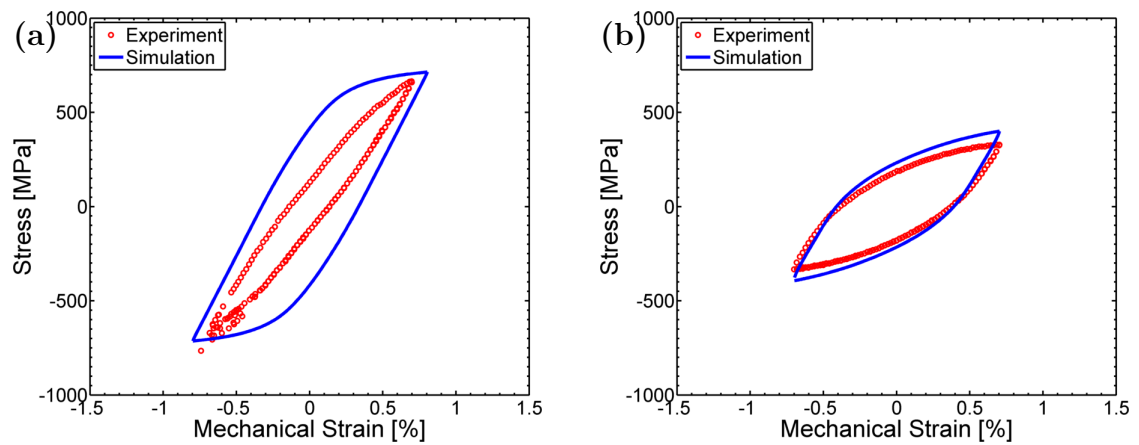 (a)
Experiment
Simulation
Stress [MPa]
1000
500
0
-500
-1000
-1.5 -1 -0.5 0 0.5 1 1.5
Mechanical Strain [%]
(b)
Experiment
Simulation
Stress [MPa]
1000
500
0
-500
-1000
-1.5 -1 -0.5 0 0.5 1 1.5
Mechanical Strain [%]